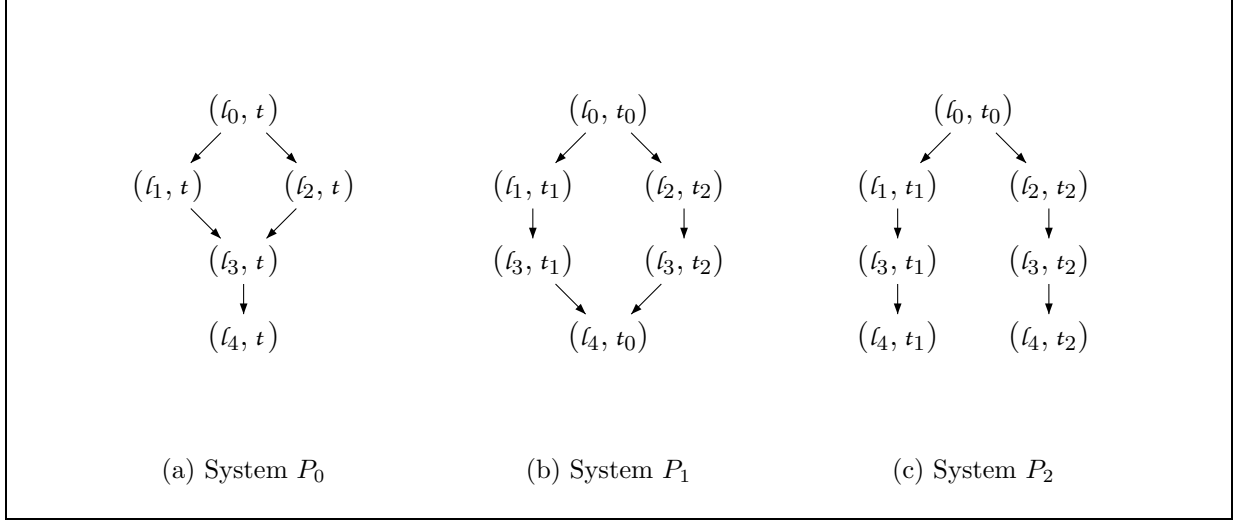 (ℓ0, t) (ℓ0, t0) (ℓ0, t0)
(ℓ1, t) (ℓ2, t) (ℓ1, t1) (ℓ2, t2) (ℓ1, t1) (ℓ2, t2)
(ℓ3, t) (ℓ3, t1) (ℓ3, t2) (ℓ3, t1) (ℓ3, t2)
(ℓ4, t) (ℓ4, t0) (ℓ4, t1) (ℓ4, t2)
(a) System P0 (b) System P1 (c) System P2